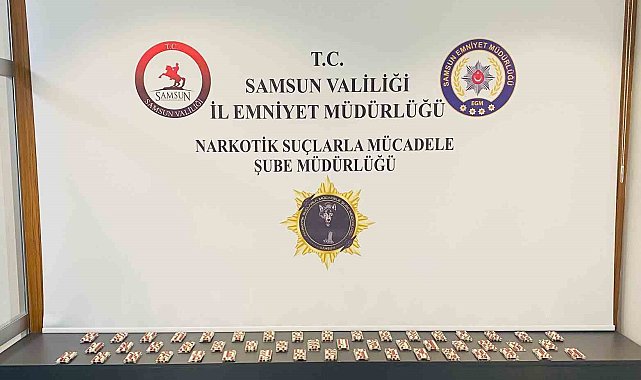 T.C.
SAMSUN VALİLİĞİ
İL EMNİYET MÜDÜRLÜĞÜ
NARKOTİK SUÇLARLA MÜCADELE
ŞUBE MÜDÜRLÜĞÜ
T.C.
SAMSUN
SAMSUN VALİLİĞİ
SAMSUN EMNİYET MÜDÜRLÜĞÜ
EGM